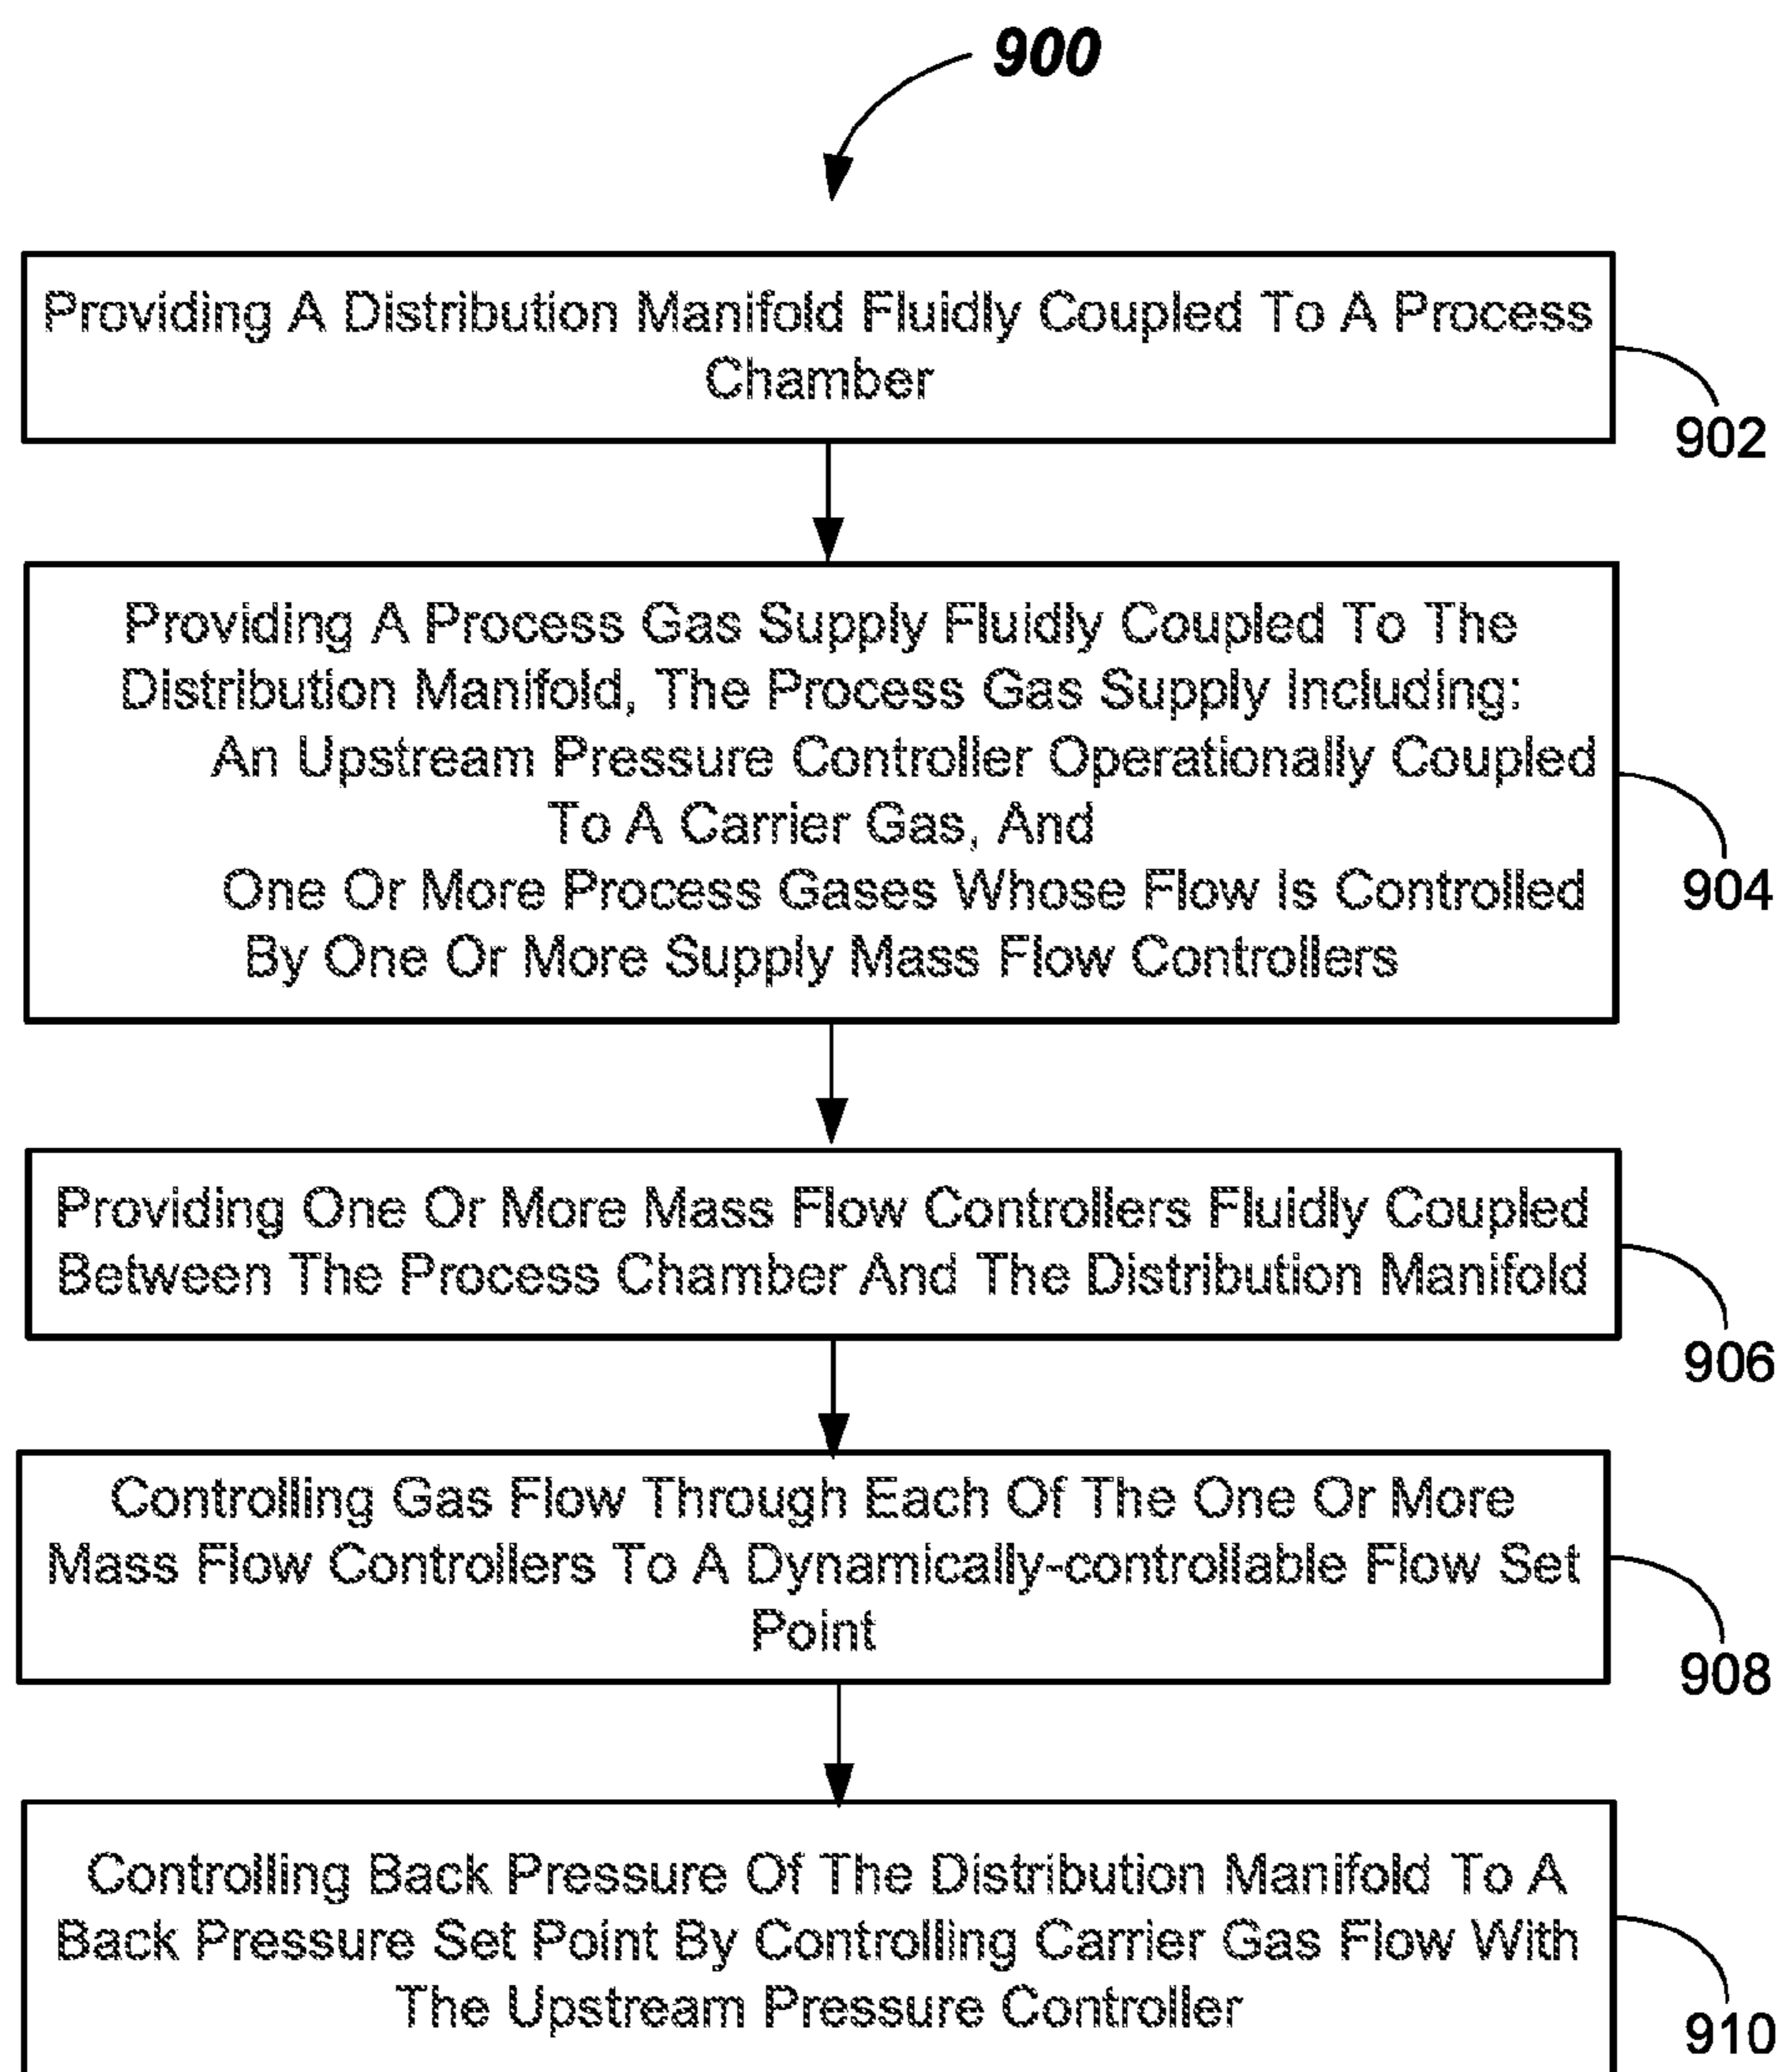 900
Providing A Distribution Manifold Fluidly Coupled To A Process
Chamber
902
Providing A Process Gas Supply Fluidly Coupled To The
Distribution Manifold, The Process Gas Supply Including:
An Upstream Pressure Controller Operationally Coupled
To A Carrier Gas, And
One Or More Process Gases Whose Flow Is Controlled
By One Or More Supply Mass Flow Controllers
904
Providing One Or More Mass Flow Controllers Fluidly Coupled
Between The Process Chamber And The Distribution Manifold
906
Controlling Gas Flow Through Each Of The One Or More
Mass Flow Controllers To A Dynamically-controllable Flow Set
Point
908
Controlling Back Pressure Of The Distribution Manifold To A
Back Pressure Set Point By Controlling Carrier Gas Flow With
The Upstream Pressure Controller
910